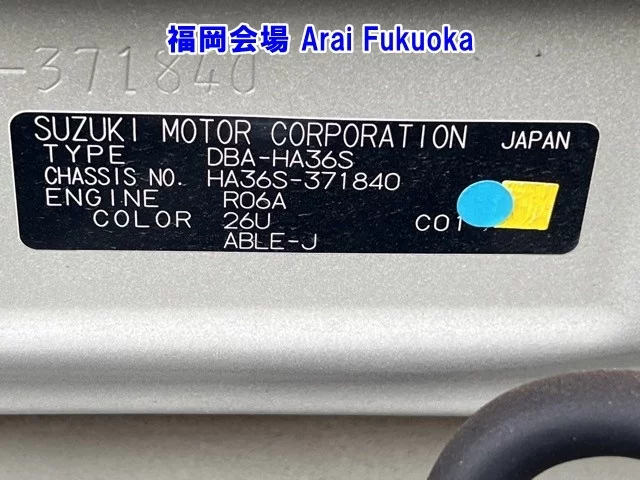 福岡会場 Arai Fukuoka
-371840
SUZUKI MOTOR CORPORATION JAPAN
TYPE DBA-HA36S
CHASSIS NO. HA36S-371840
ENGINE R06A
COLOR 26U C01
ABLE-J